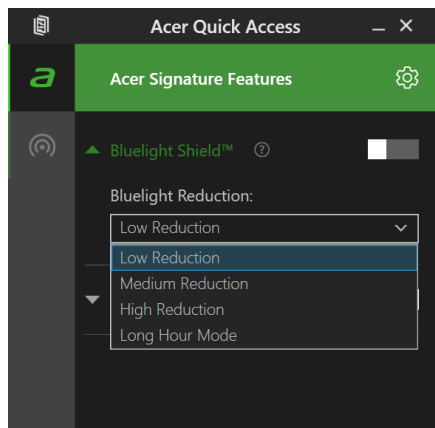 Acer Quick Access
a
Acer Signature Features
Bluelight Shield™ ?
Bluelight Reduction:
Low Reduction
Low Reduction
Medium Reduction
High Reduction
Long Hour Mode